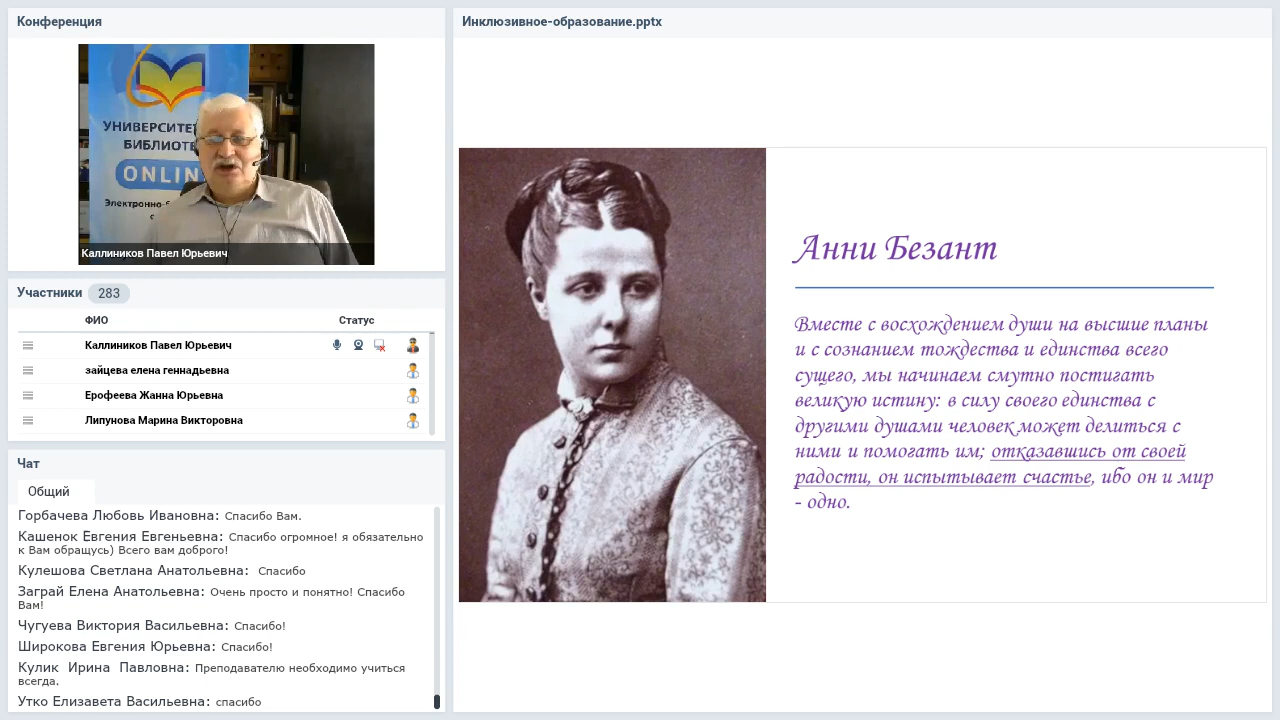 Конференция
УНИВЕРСИТЕ
БИБЛИОТЕ
ONLIN
Каллиников Павел Юрьевич
Участники 283
ФИО Статус
Каллиников Павел Юрьевич
зайцева елена геннадьевна
Ерофеева Жанна Юрьевна
Липунова Марина Викторовна
Чат
Общий
Горбачева Любовь Ивановна: Спасибо Вам.
Кашенок Евгения Евгеньевна: Спасибо огромное! я обязательно
к Вам обращусь) Всего вам доброго!
Кулешова Светлана Анатольевна: Спасибо
Заграй Елена Анатольевна: Очень просто и понятно! Спасибо
Вам!
Чугуева Виктория Васильевна: Спасибо!
Широкова Евгения Юрьевна: Спасибо!
Кулик Ирина Павловна: Преподавателю необходимо учиться
всегда.
Утко Елизавета Васильевна: спасибо
Инклюзивное-образование.pptx
Анни Безант
Вместе с восхождением души на высшие планы
и с сознанием тождества и единства всего
сущего, мы начинаем смутно постигать
великую истину: в силу своего единства с
другими душами человек может делиться с
ними и помогать им; отказавшись от своей
радости, он испытывает счастье, ибо он и мир
- одно.